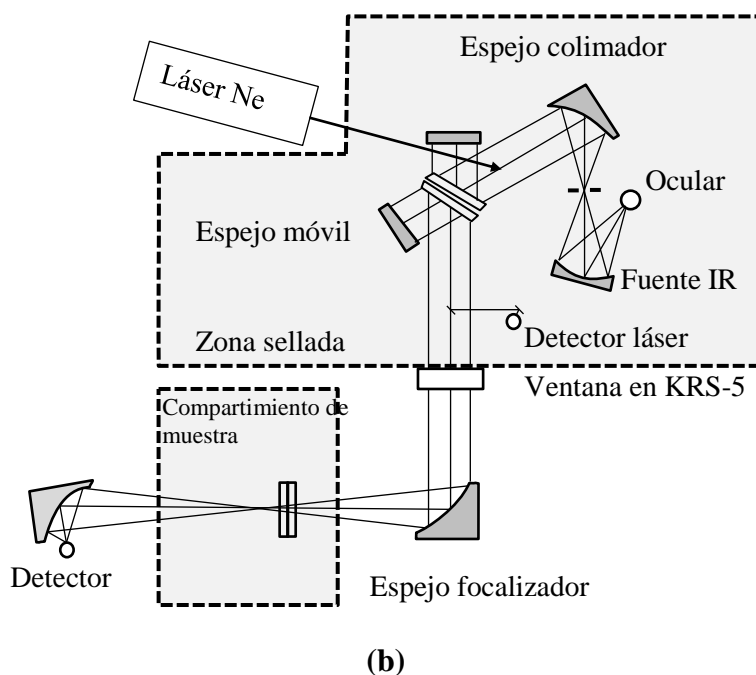 Espejo colimador
Láser Ne
Ocular
Espejo móvil
Fuente IR
Zona sellada
Detector láser
Ventana en KRS-5
Compartimiento de
muestra
Detector
Espejo focalizador
(b)